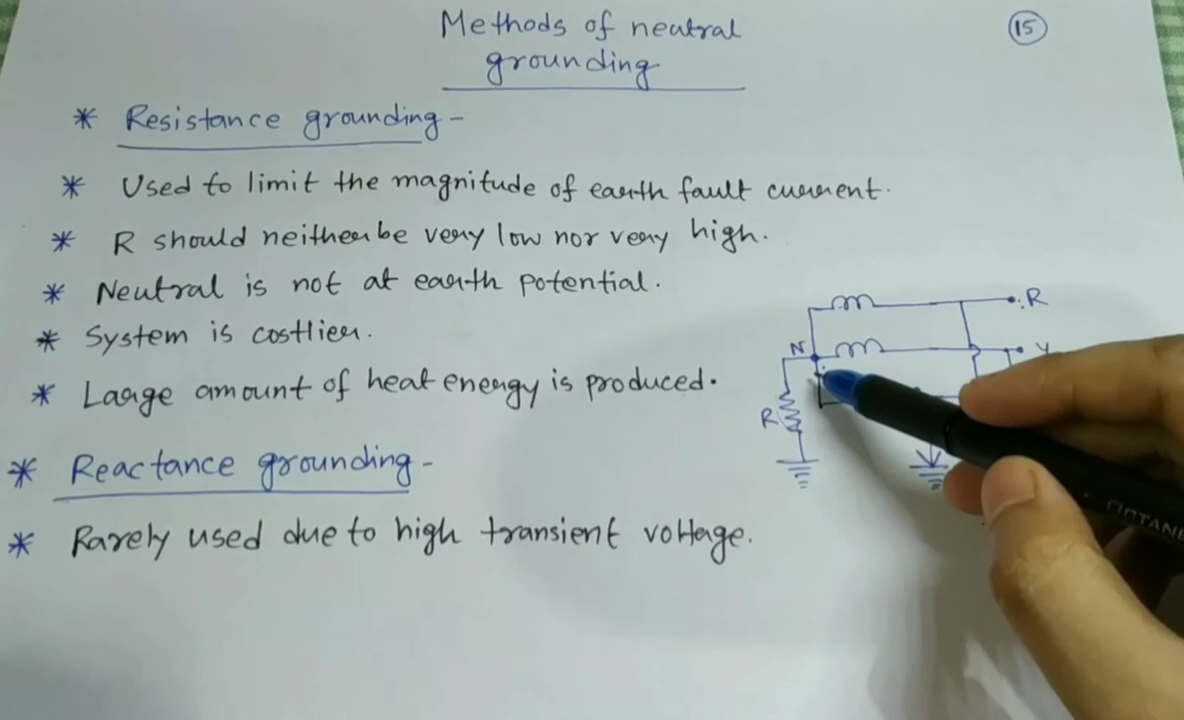 Methods of neutral
grounding
15
* Resistance grounding -
* Used to limit the magnitude of earth fault current.
* R should neither be very low nor very high.
* Neutral is not at earth potential.
* System is costlier.
* Large amount of heat energy is produced.
* Reactance grounding -
* Rarely used due to high transient voltage.
R
N
Y
R
OCTANE